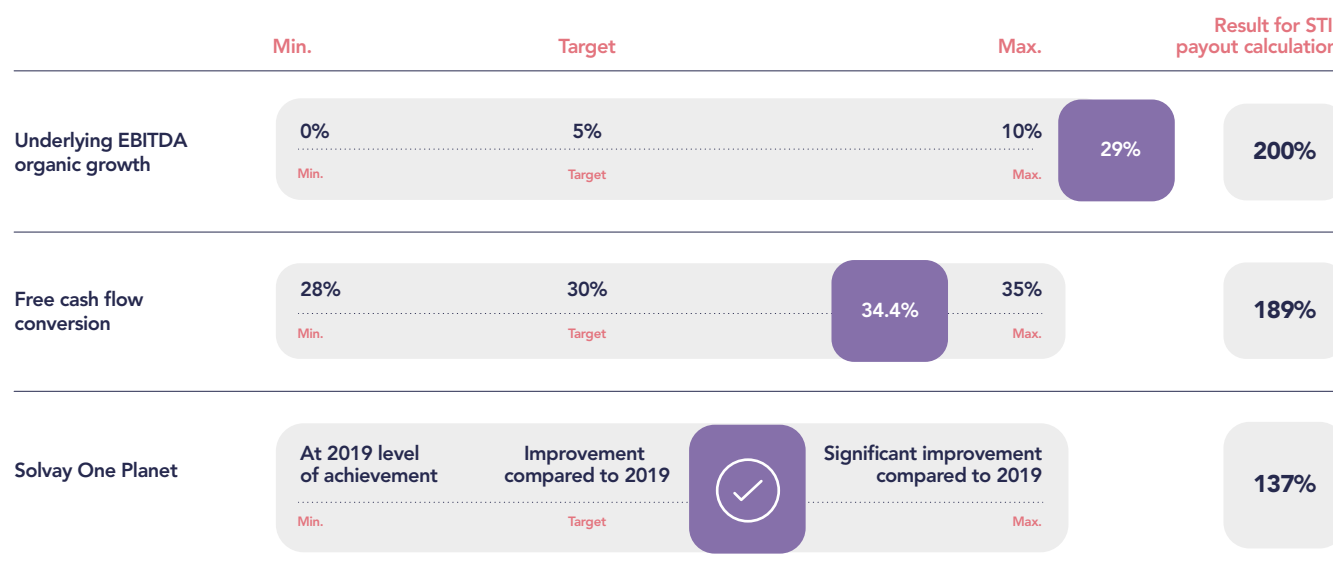 Min.
Target
Max.
Result for STI
payout calculation
Underlying EBITDA
organic growth
0%
5%
10%
29%
200%
Min.
Target
Max.
Free cash flow
conversion
28%
30%
34.4%
35%
189%
Min.
Target
Max.
Solvay One Planet
At 2019 level
of achievement
Improvement
compared to 2019
Significant improvement
compared to 2019
137%
Min.
Target
Max.